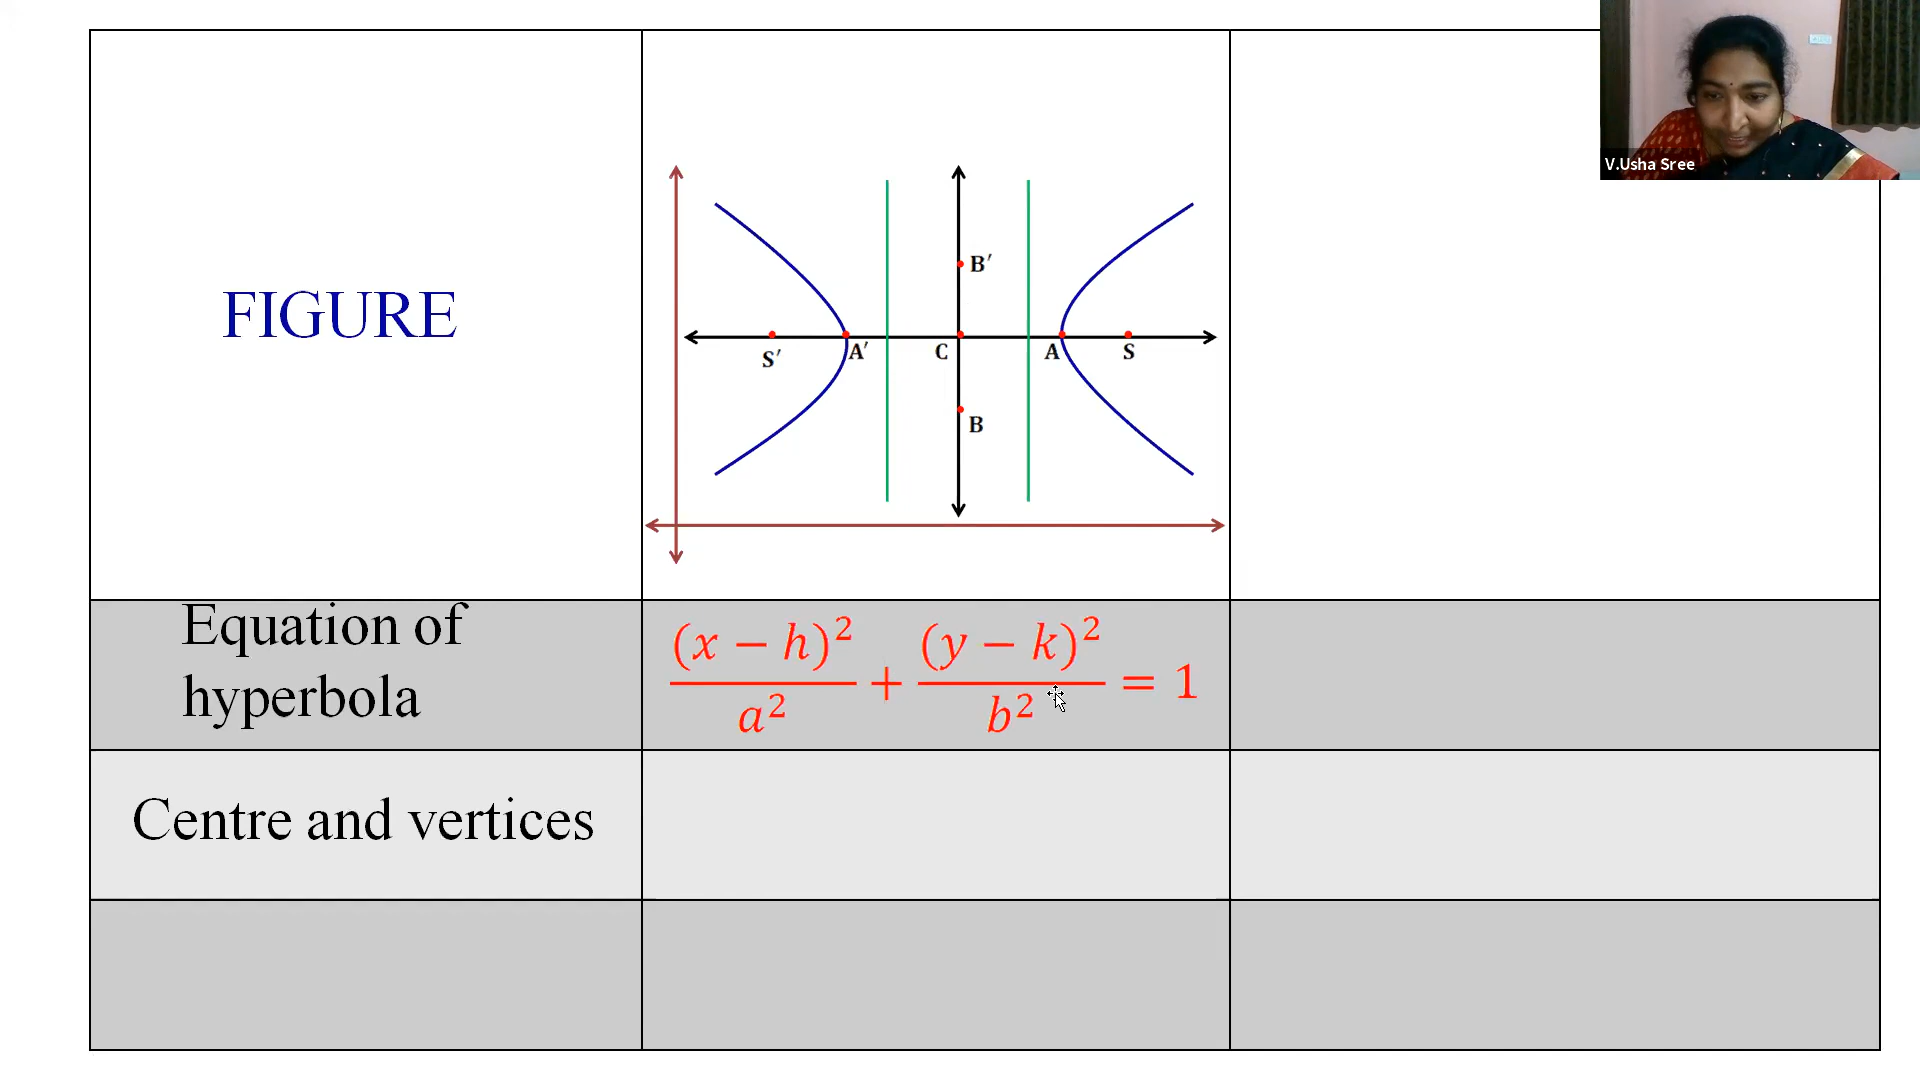 V.Usha Sree
B′
S′ A′ C A S
B
FIGURE
Equation of
hyperbola
(x − h)² / a² + (y − k)² / b² = 1
Centre and vertices